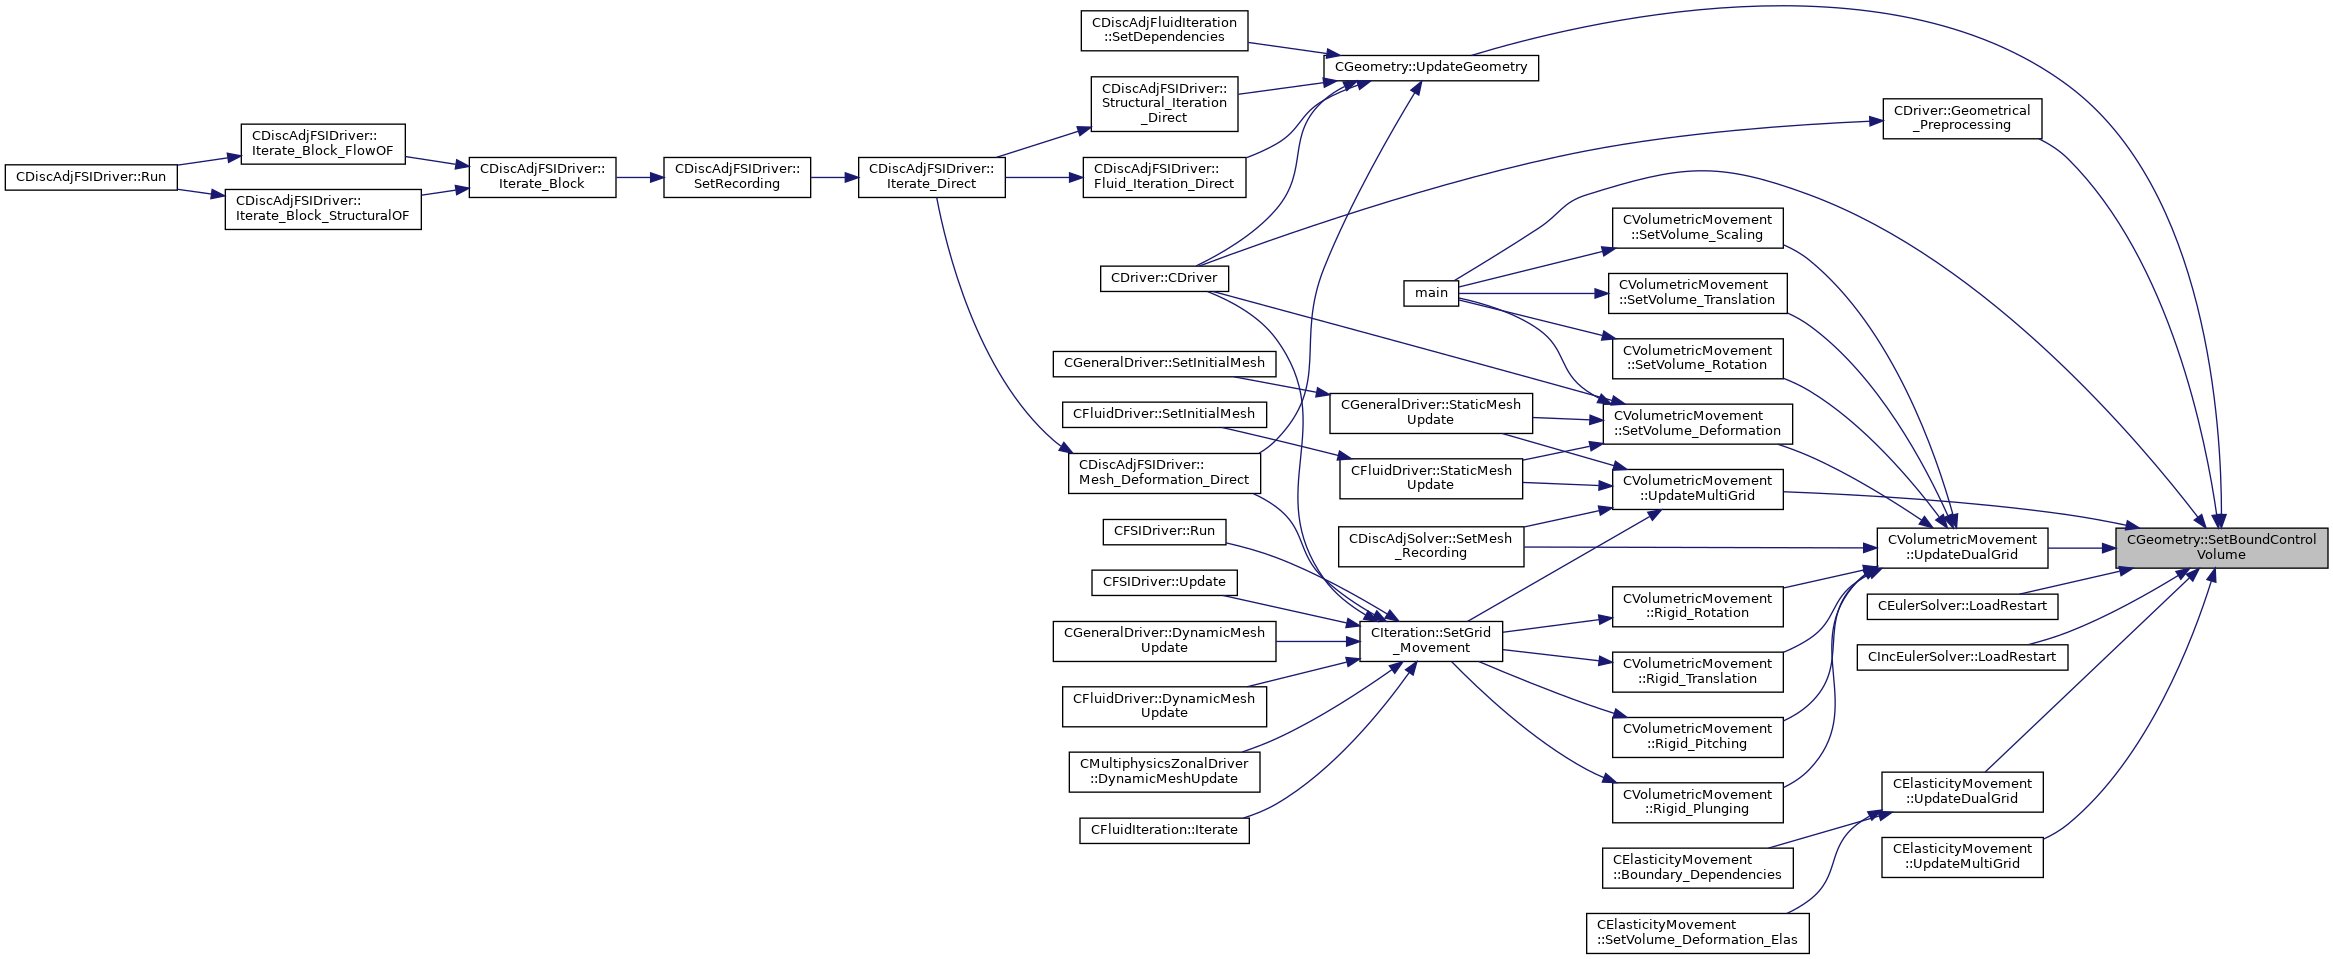 CDiscAdjFSIDriver::Run
CDiscAdjFSIDriver::
Iterate_Block_FlowOF
CDiscAdjFSIDriver::
Iterate_Block_StructuralOF
CDiscAdjFSIDriver::
Iterate_Block
CDiscAdjFSIDriver::
SetRecording
CDiscAdjFSIDriver::
Iterate_Direct
CDiscAdjFluidIteration
::SetDependencies
CDiscAdjFSIDriver::
Structural_Iteration
_Direct
CDiscAdjFSIDriver::
Fluid_Iteration_Direct
CDriver::CDriver
CGeneralDriver::SetInitialMesh
CFluidDriver::SetInitialMesh
CDiscAdjFSIDriver::
Mesh_Deformation_Direct
CFSIDriver::Run
CFSIDriver::Update
CGeneralDriver::DynamicMesh
Update
CFluidDriver::DynamicMesh
Update
CMultiphysicsZonalDriver
::DynamicMeshUpdate
CFluidIteration::Iterate
CGeometry::UpdateGeometry
main
CGeneralDriver::StaticMesh
Update
CFluidDriver::StaticMesh
Update
CDiscAdjSolver::SetMesh
_Recording
CIteration::SetGrid
_Movement
CVolumetricMovement
::SetVolume_Scaling
CVolumetricMovement
::SetVolume_Translation
CVolumetricMovement
::SetVolume_Rotation
CVolumetricMovement
::SetVolume_Deformation
CVolumetricMovement
::UpdateMultiGrid
CVolumetricMovement
::Rigid_Rotation
CVolumetricMovement
::Rigid_Translation
CVolumetricMovement
::Rigid_Pitching
CVolumetricMovement
::Rigid_Plunging
CElasticityMovement
::Boundary_Dependencies
CElasticityMovement
::SetVolume_Deformation_Elas
CDriver::Geometrical
_Preprocessing
CVolumetricMovement
::UpdateDualGrid
CEulerSolver::LoadRestart
CIncEulerSolver::LoadRestart
CElasticityMovement
::UpdateDualGrid
CElasticityMovement
::UpdateMultiGrid
CGeometry::SetBoundControl
Volume